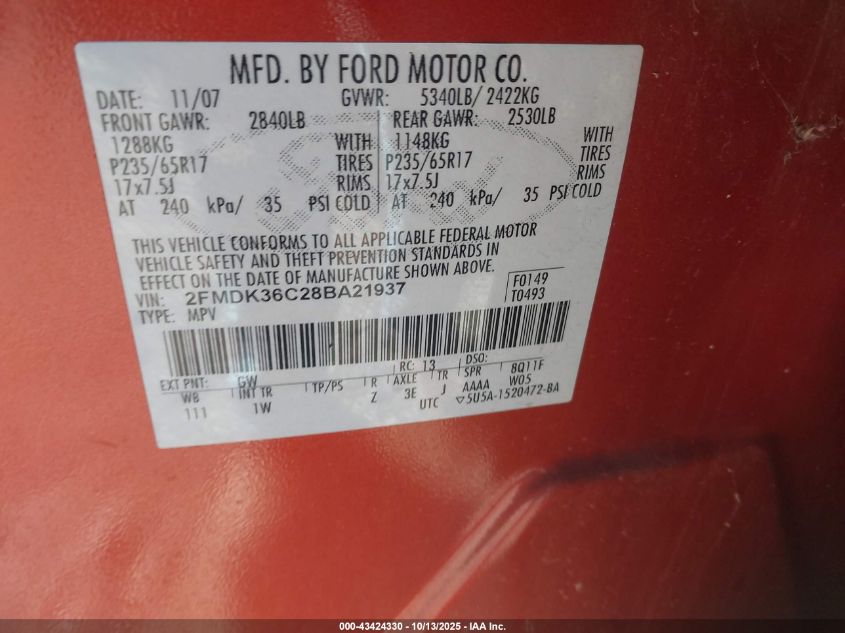 MFD. BY FORD MOTOR CO.
DATE: 11/07 GVWR: 5340LB/ 2422KG
FRONT GAWR: 2840LB REAR GAWR: 2530LB
1288KG WITH 1148KG WITH
P235/65R17 TIRES P235/65R17 TIRES
17x7.5J RIMS 17x7.5J RIMS
AT 240 kPa/ 35 PSI COLD AT 240 kPa/ 35 PSI COLD
THIS VEHICLE CONFORMS TO ALL APPLICABLE FEDERAL MOTOR
VEHICLE SAFETY AND THEFT PREVENTION STANDARDS IN
EFFECT ON THE DATE OF MANUFACTURE SHOWN ABOVE.
VIN: 2FMDK36C28BA21937 F0149
TYPE: MPV T0493
EXT PNT: GW RC: 13 DSO:
WB INT TR TP/PS R AXLE TR SPR 8Q11F
111 1W Z 3E J AAAA W05
UTC ▽5U5A-1520472-BA
000-43424330 - 10/13/2025 - IAA Inc.